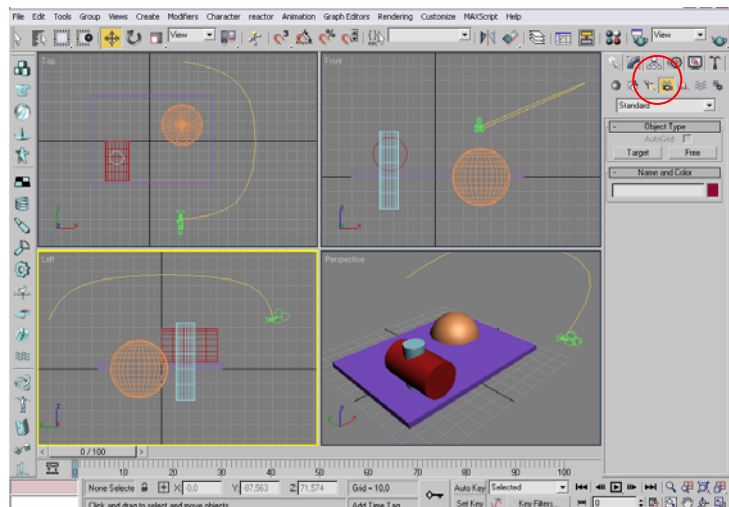 File Edit Tools Group Views Create Modifiers Character reactor Animation Graph Editors Rendering Customize MAXScript Help
View View
Top
Front
Standard
- Object Type
AutoGrid
Target Free
- Name and Color
Left
Perspective
0 / 100
0 10 20 30 40 50 60 70 80 90 100
None Selecte X: -0,0 Y: -87,563 Z: 71,574 Grid = 10,0 Auto Key Selected
Click and drag to select and move objects Add Time Tag Set Key Key Filters... 0